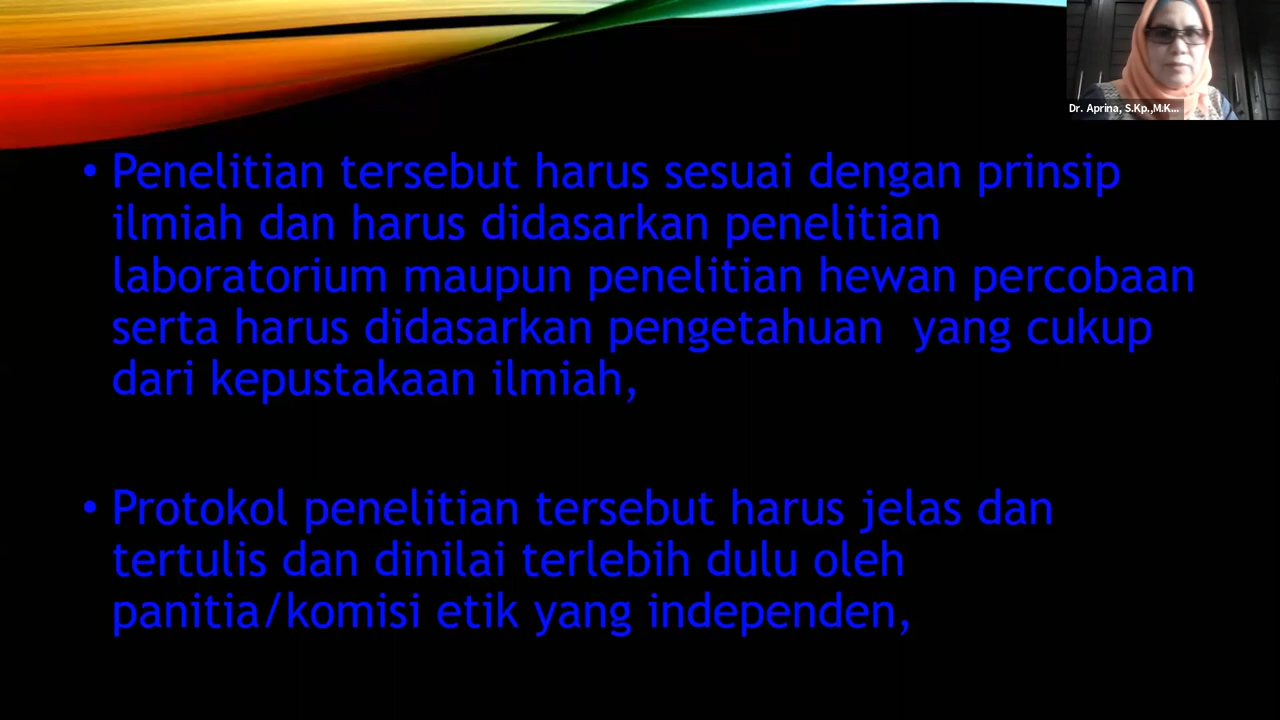 Dr. Aprina, S.Kp.,M.K...
• Penelitian tersebut harus sesuai dengan prinsip
ilmiah dan harus didasarkan penelitian
laboratorium maupun penelitian hewan percobaan
serta harus didasarkan pengetahuan  yang cukup
dari kepustakaan ilmiah,
• Protokol penelitian tersebut harus jelas dan
tertulis dan dinilai terlebih dulu oleh
panitia/komisi etik yang independen,